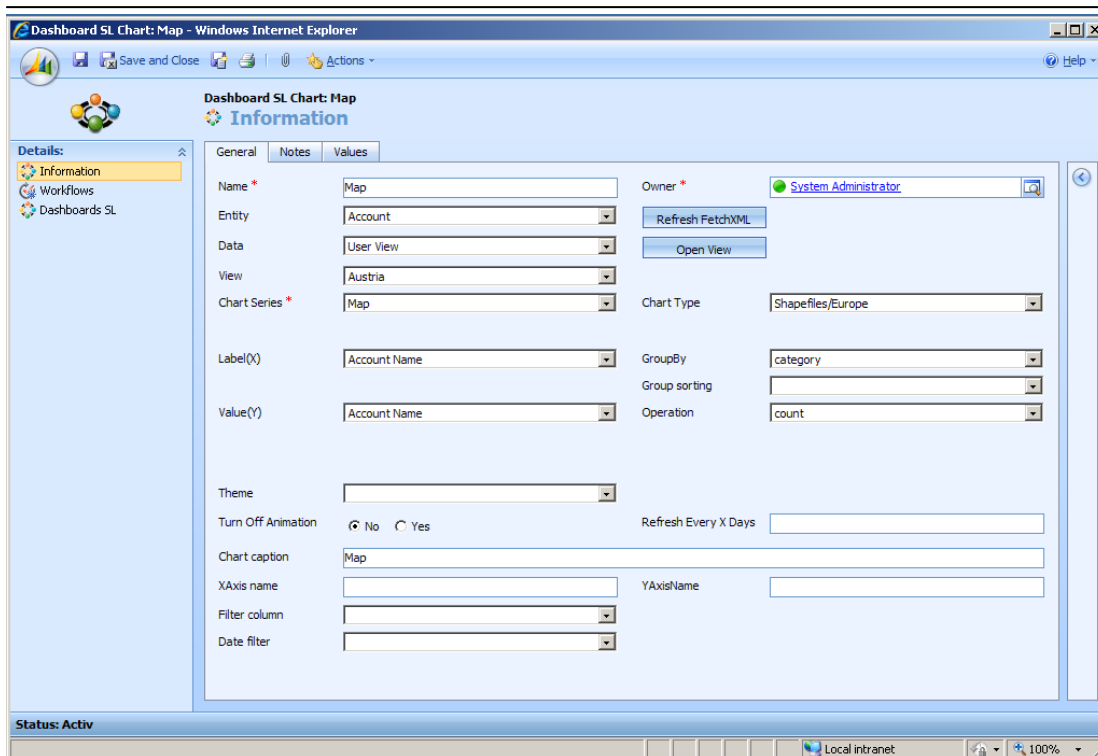 Dashboard SL Chart: Map - Windows Internet Explorer
Save and Close Actions Help
Dashboard SL Chart: Map
Information
Details:
Information
Workflows
Dashboards SL
General Notes Values
Name * Map Owner * System Administrator
Entity Account Refresh FetchXML
Data User View Open View
View Austria
Chart Series * Map Chart Type Shapefiles/Europe
Label(X) Account Name GroupBy category
Group sorting
Value(Y) Account Name Operation count
Theme
Turn Off Animation No Yes Refresh Every X Days
Chart caption Map
XAxis name YAxisName
Filter column
Date filter
Status: Activ
Local intranet 100%